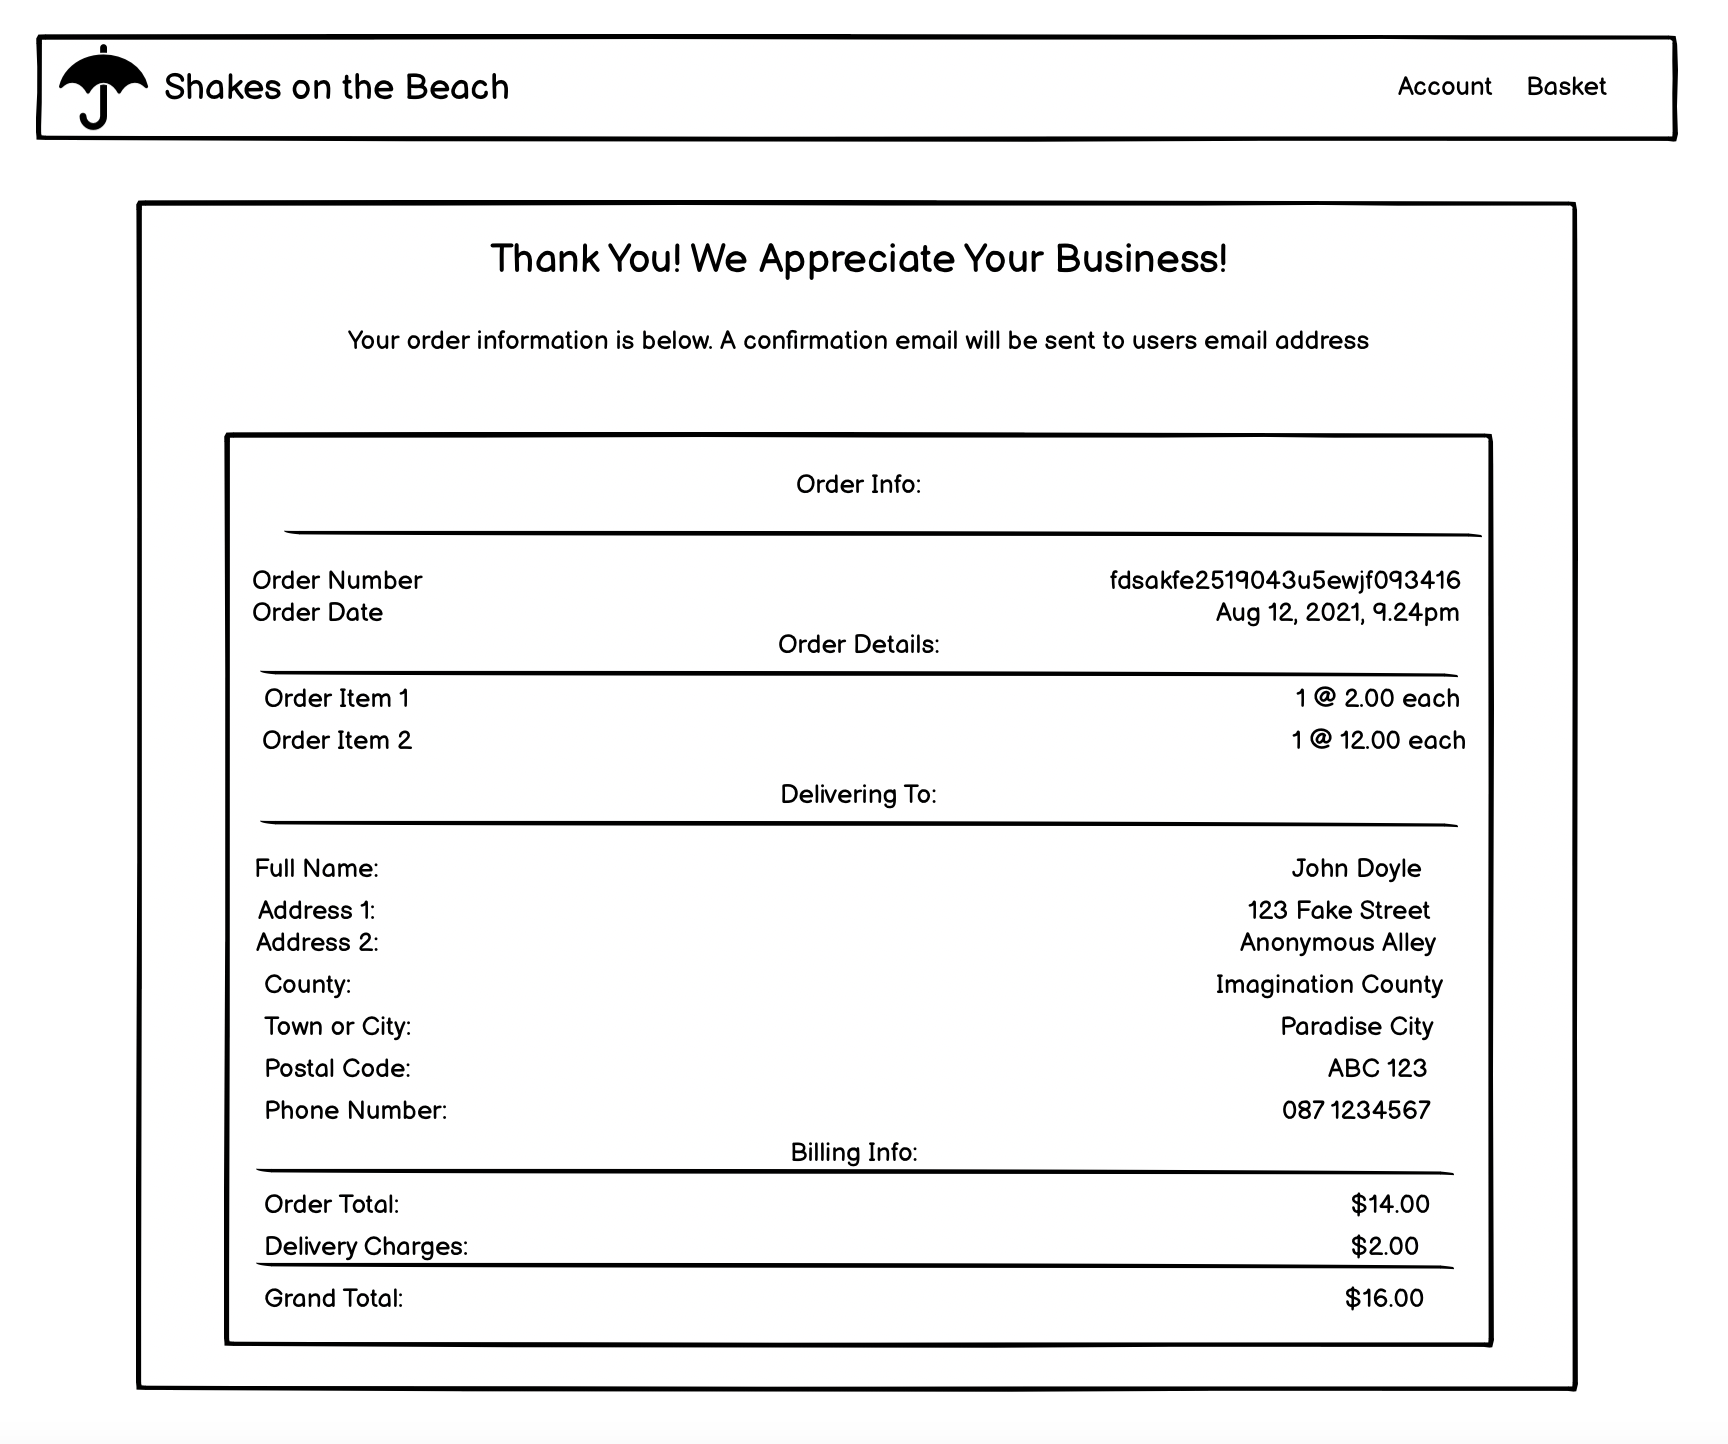 Shakes on the Beach
Account Basket
Thank You! We Appreciate Your Business!
Your order information is below. A confirmation email will be sent to users email address
Order Info:
Order Number fdsakfe2519043u5ewjf093416
Order Date Aug 12, 2021, 9.24pm
Order Details:
Order Item 1 1 @ 2.00 each
Order Item 2 1 @ 12.00 each
Delivering To:
Full Name: John Doyle
Address 1: 123 Fake Street
Address 2: Anonymous Alley
County: Imagination County
Town or City: Paradise City
Postal Code: ABC 123
Phone Number: 087 1234567
Billing Info:
Order Total: $14.00
Delivery Charges: $2.00
Grand Total: $16.00